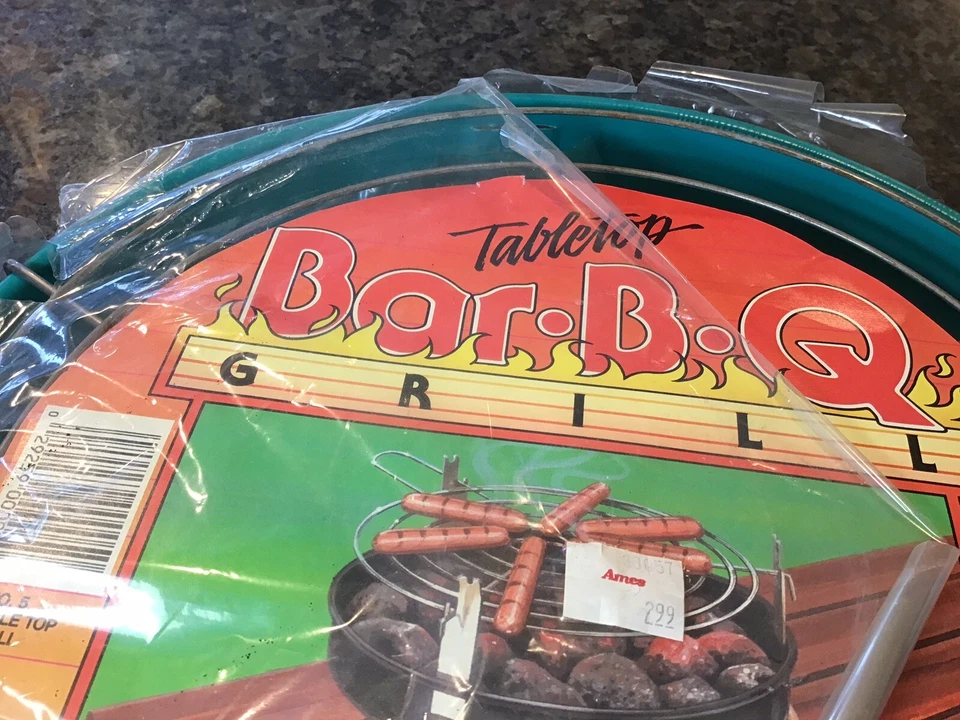 Tabletop
Bar·B·Q
GRILL
Ames
2.99